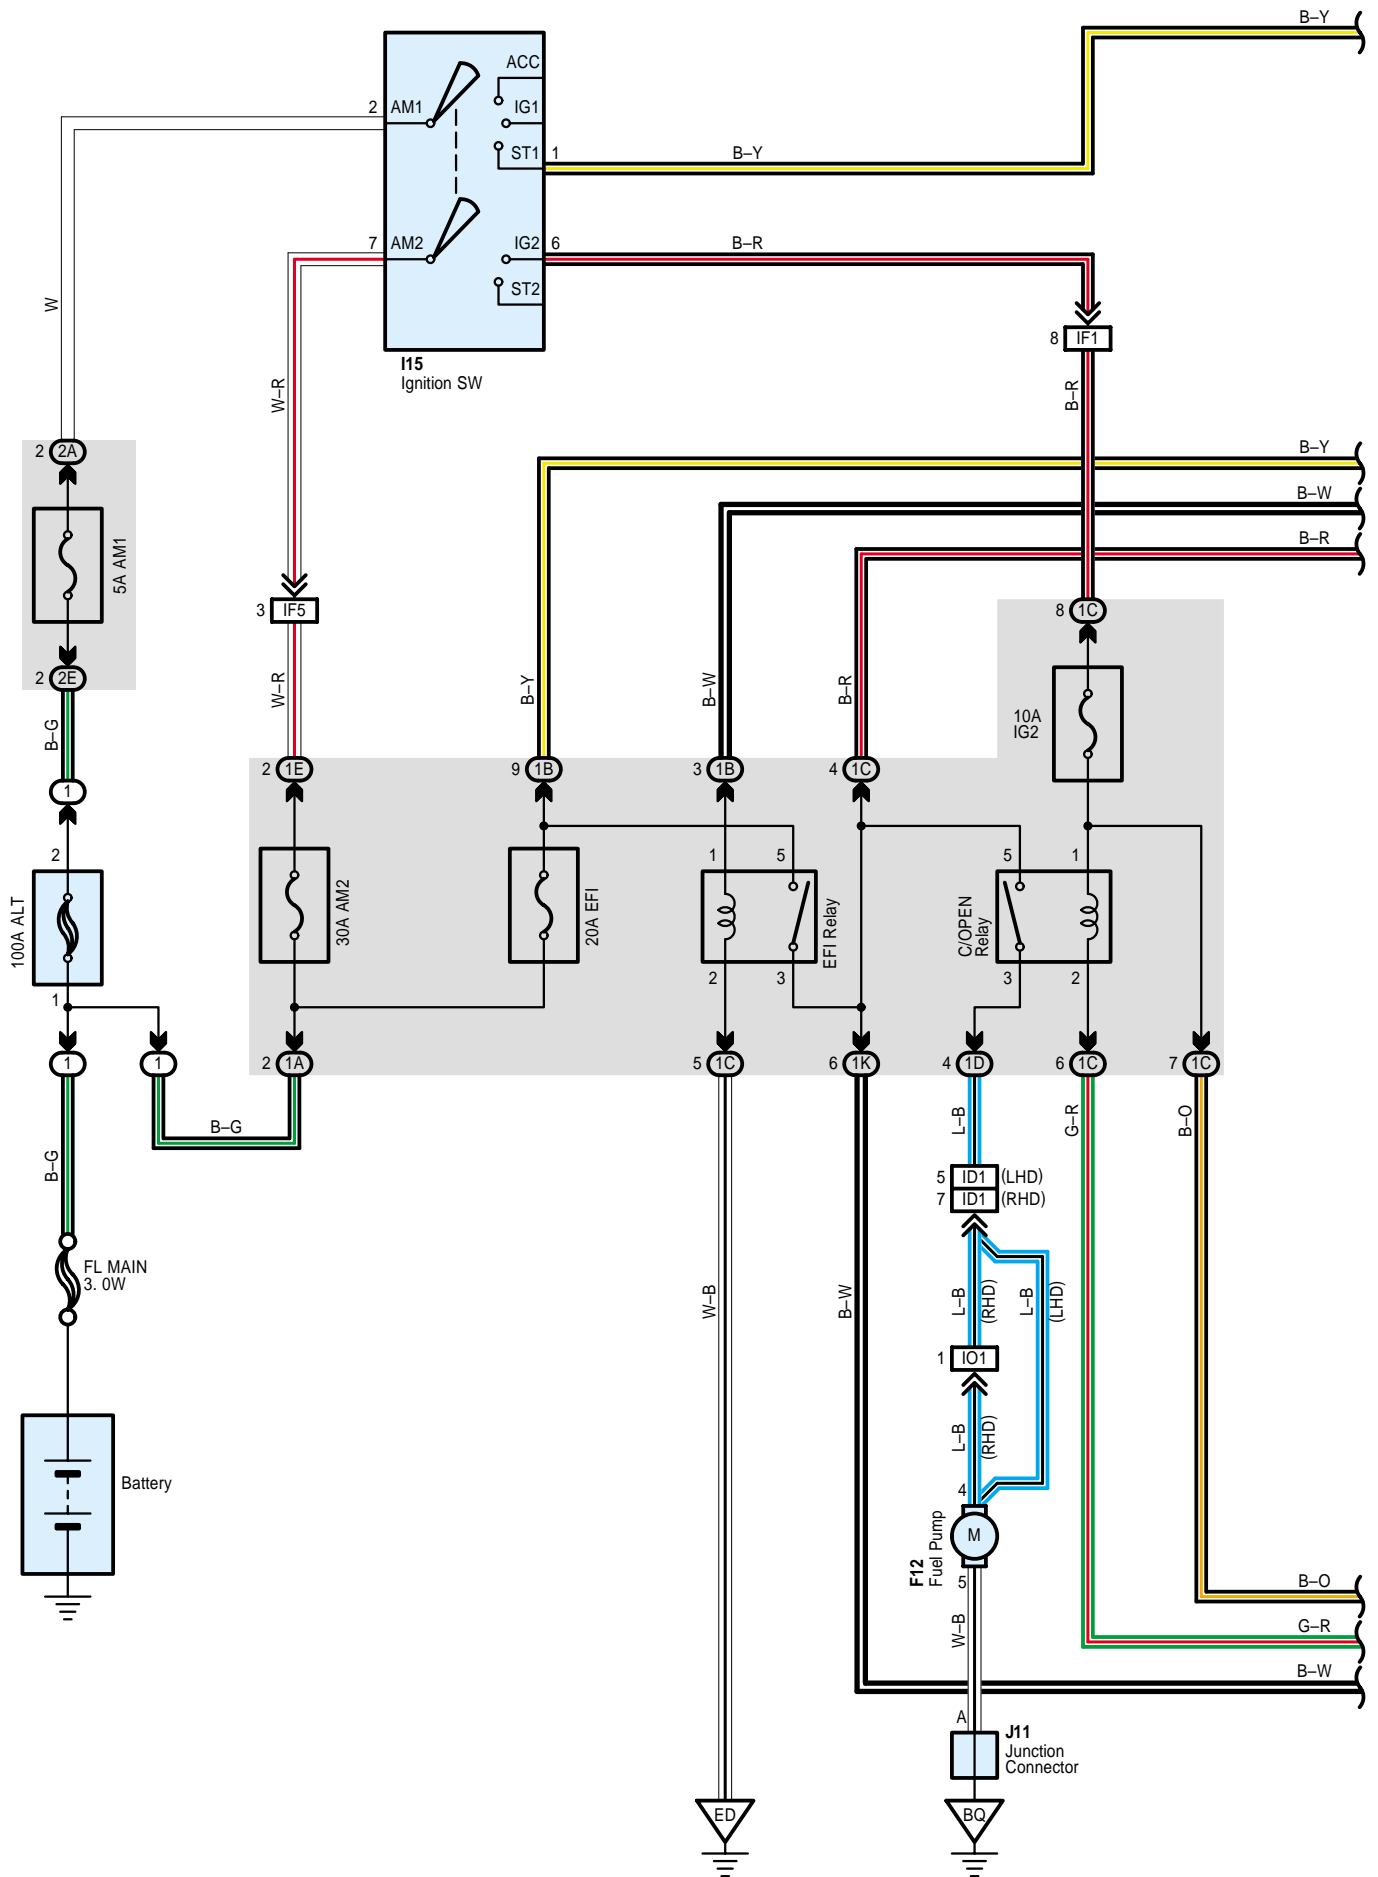 B–Y
ACC
2 AM1
IG1
ST1 1
B–Y
7 AM2
IG2 6
B–R
ST2
W
8 IF1
I15
Ignition SW
W–R
B–R
2 2A
B–Y
B–W
B–R
5A AM1
3 IF5
8 1C
2 2E
W–R
B–Y
B–W
B–R
10A
IG2
B–G
2 1E
9 1B
3 1B
4 1C
1
2
1
5
5
1
100A ALT
30A AM2
20A EFI
EFI Relay
C/OPEN
Relay
2
3
3
2
1
1
1
2 1A
5 1C
6 1K
4 1D
6 1C
7 1C
B–G
B–G
L–B
G–R
B–O
5 ID1 (LHD)
7 ID1 (RHD)
FL MAIN
3. 0W
W–B
B–W
L–B
(RHD)
L–B
(LHD)
1 IO1
L–B
(RHD)
Battery
4
M
F12
Fuel Pump
5
B–O
W–B
G–R
B–W
A
J11
Junction
Connector
ED
BQ